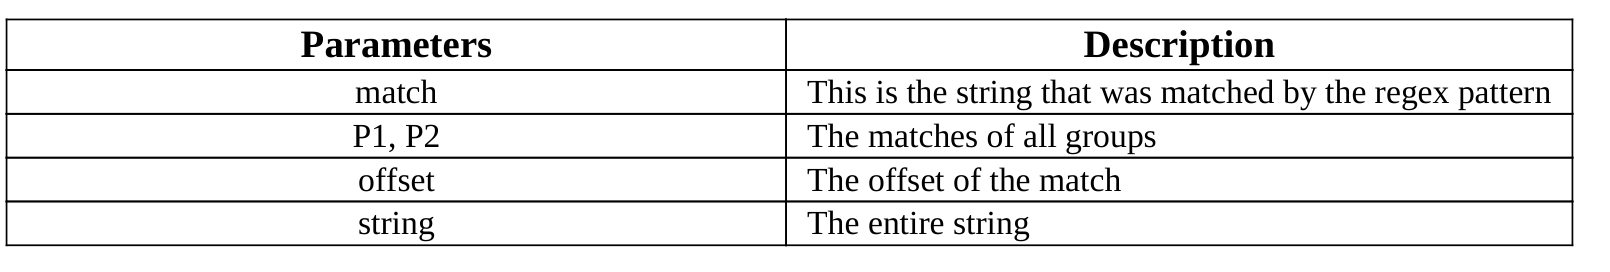 Parameters Description
match This is the string that was matched by the regex pattern
P1, P2 The matches of all groups
offset The offset of the match
string The entire string